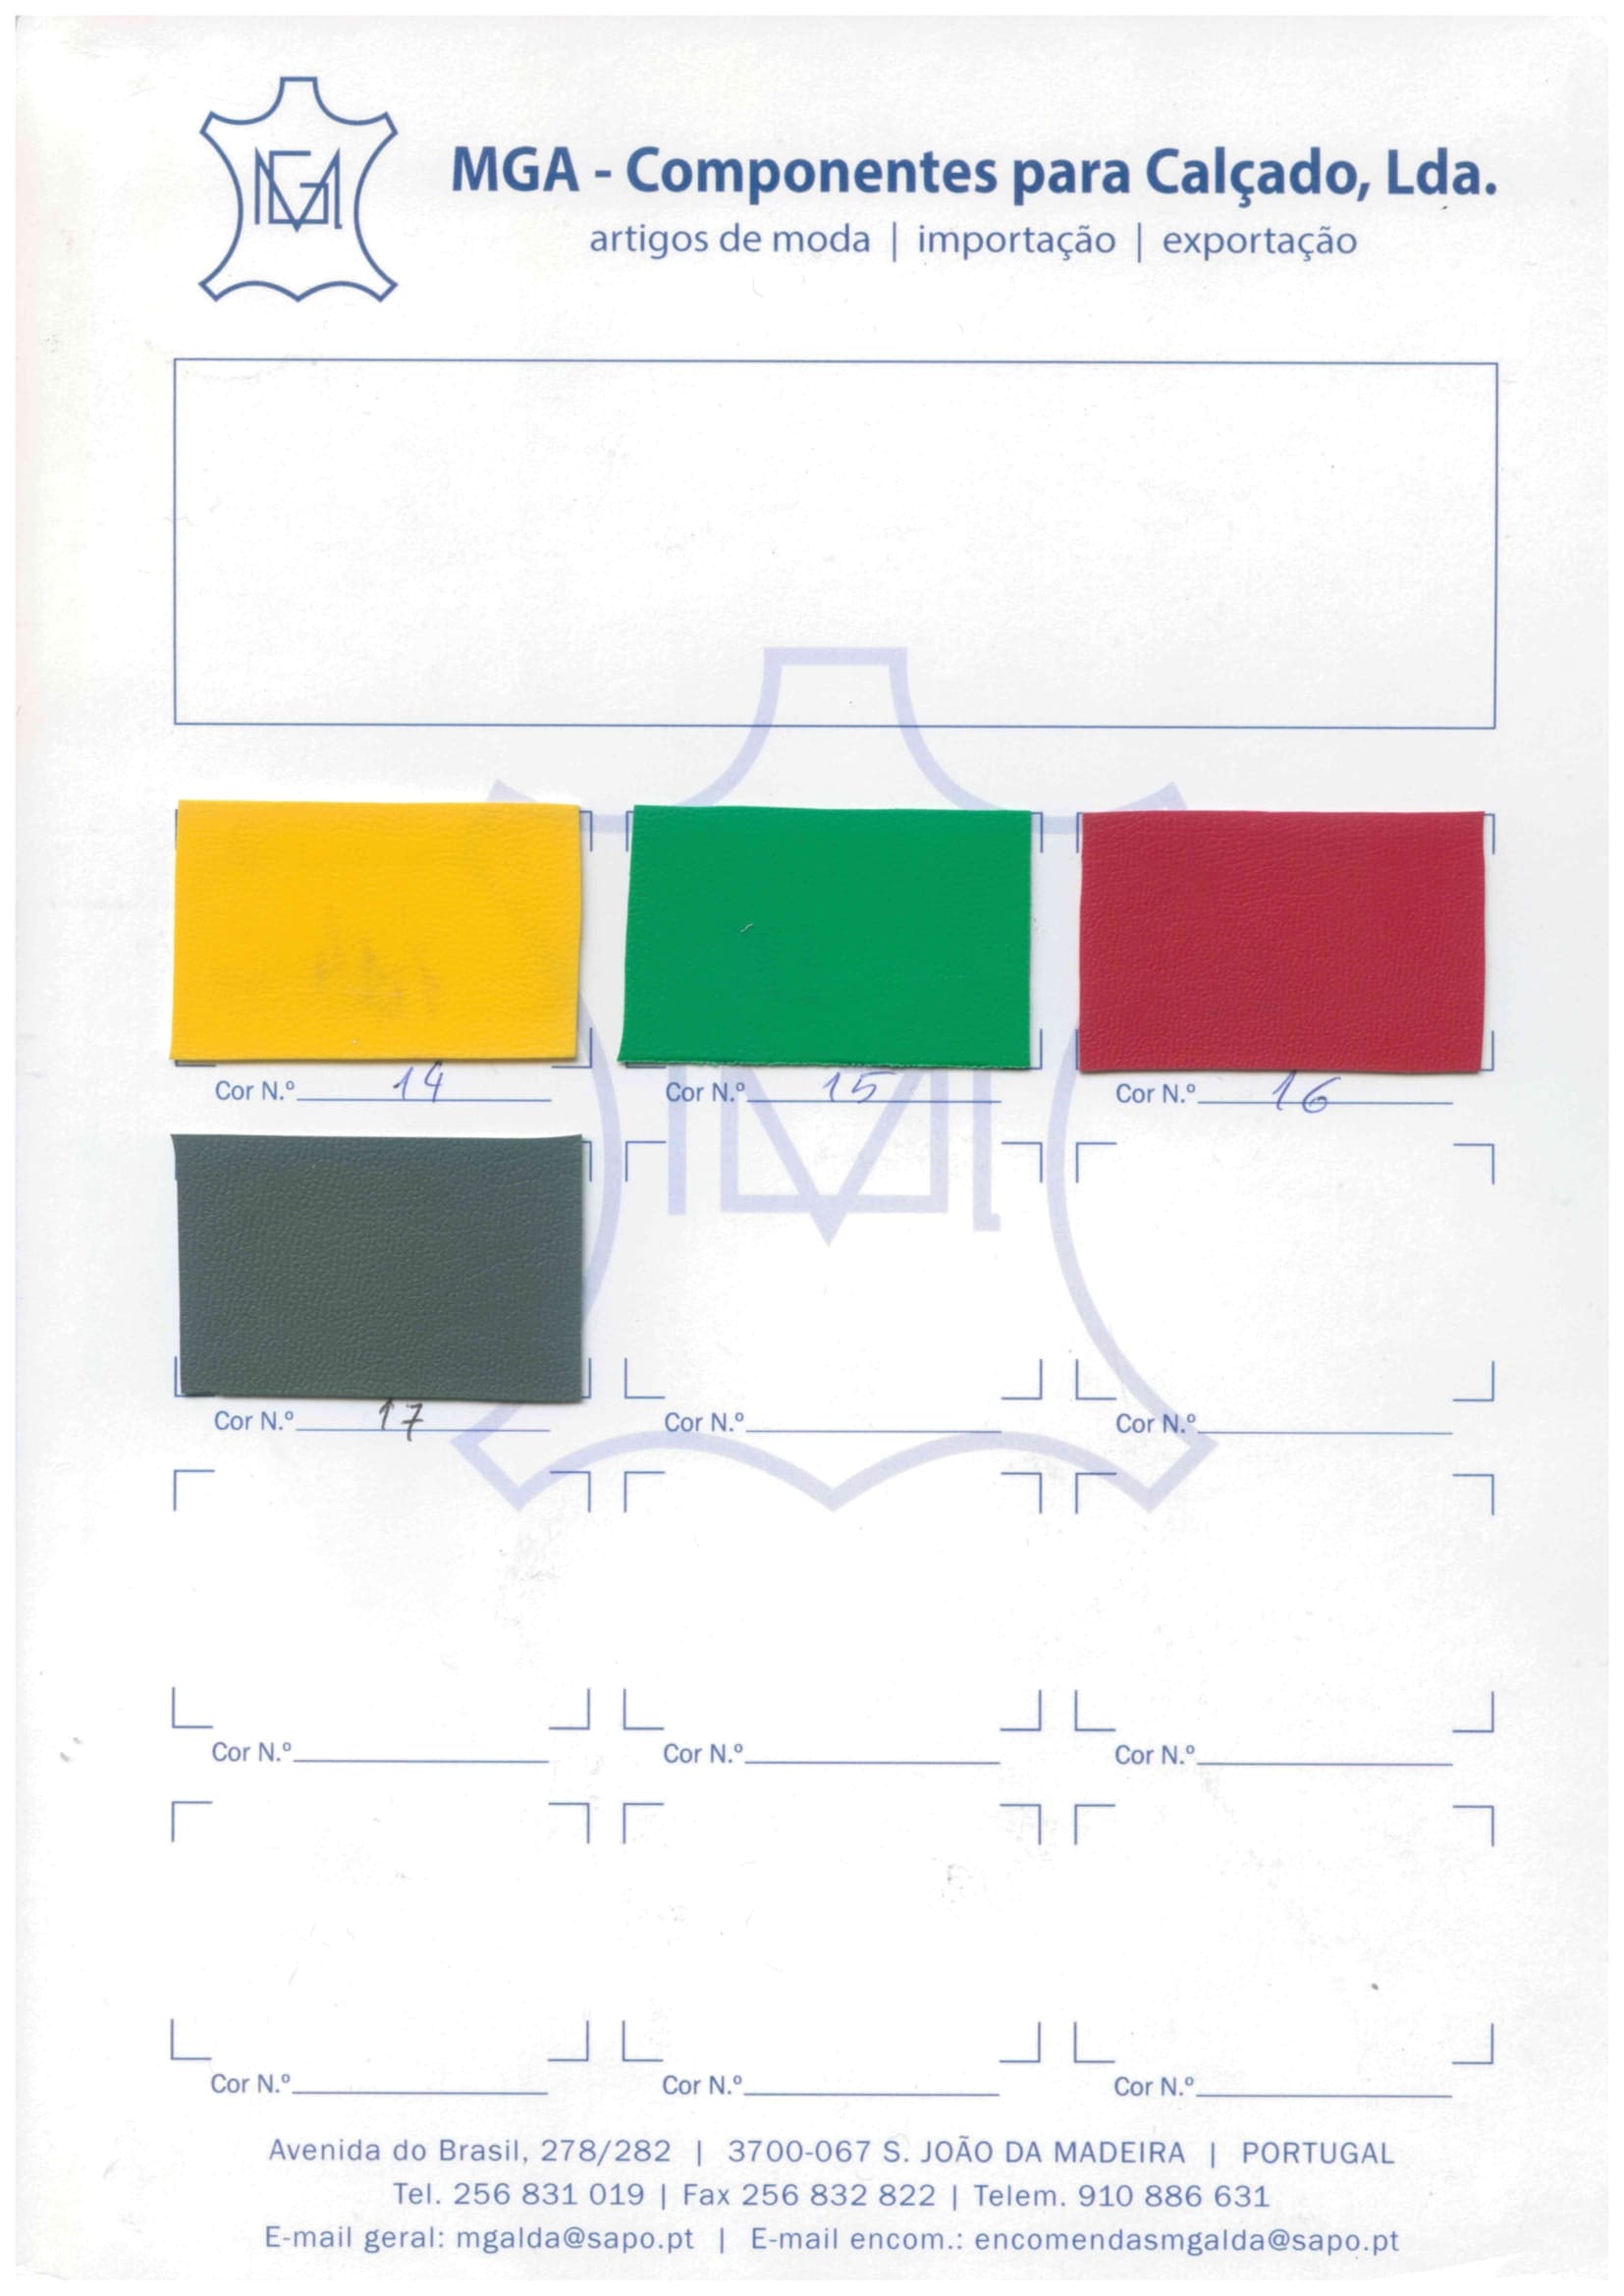 MGA - Componentes para Calçado, Lda.
artigos de moda | importação | exportação
Cor N.º 14 Cor N.º 15 Cor N.º 16
Cor N.º 17 Cor N.º Cor N.º
Cor N.º Cor N.º Cor N.º
Cor N.º Cor N.º Cor N.º
Avenida do Brasil, 278/282 | 3700-067 S. JOÃO DA MADEIRA | PORTUGAL
Tel. 256 831 019 | Fax 256 832 822 | Telem. 910 886 631
E-mail geral: mgalda@sapo.pt | E-mail encom.: encomendasmgalda@sapo.pt